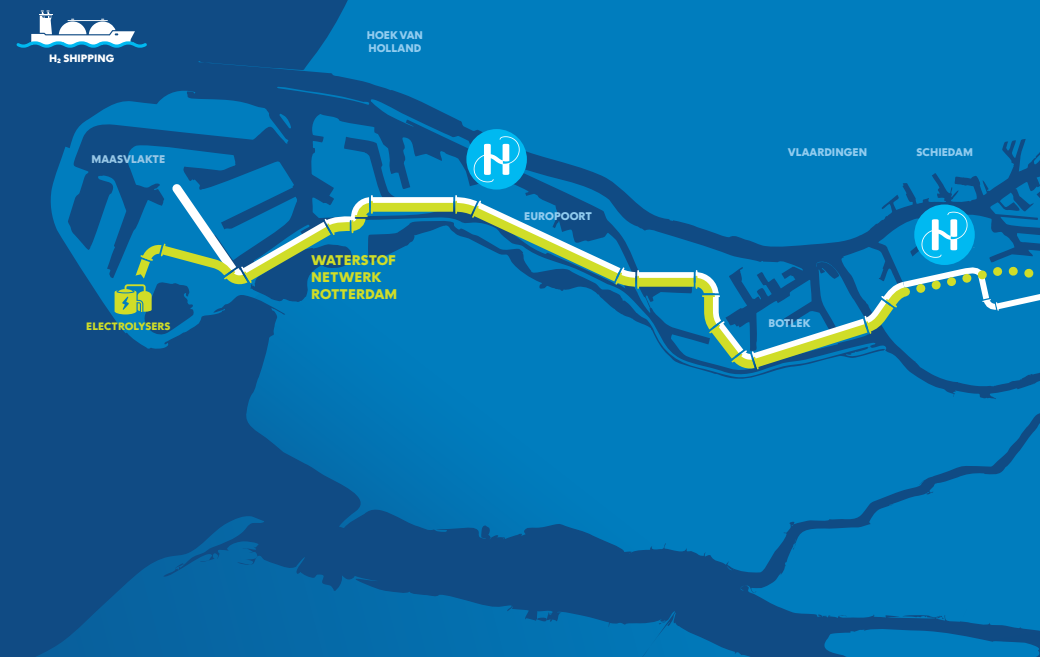 HOEK VAN
HOLLAND
H₂ SHIPPING
MAASVLAKTE
H
VLAARDINGEN
SCHIEDAM
EUROPOORT
H
WATERSTOF
NETWERK
ROTTERDAM
ELECTROLYSERS
BOTLEK